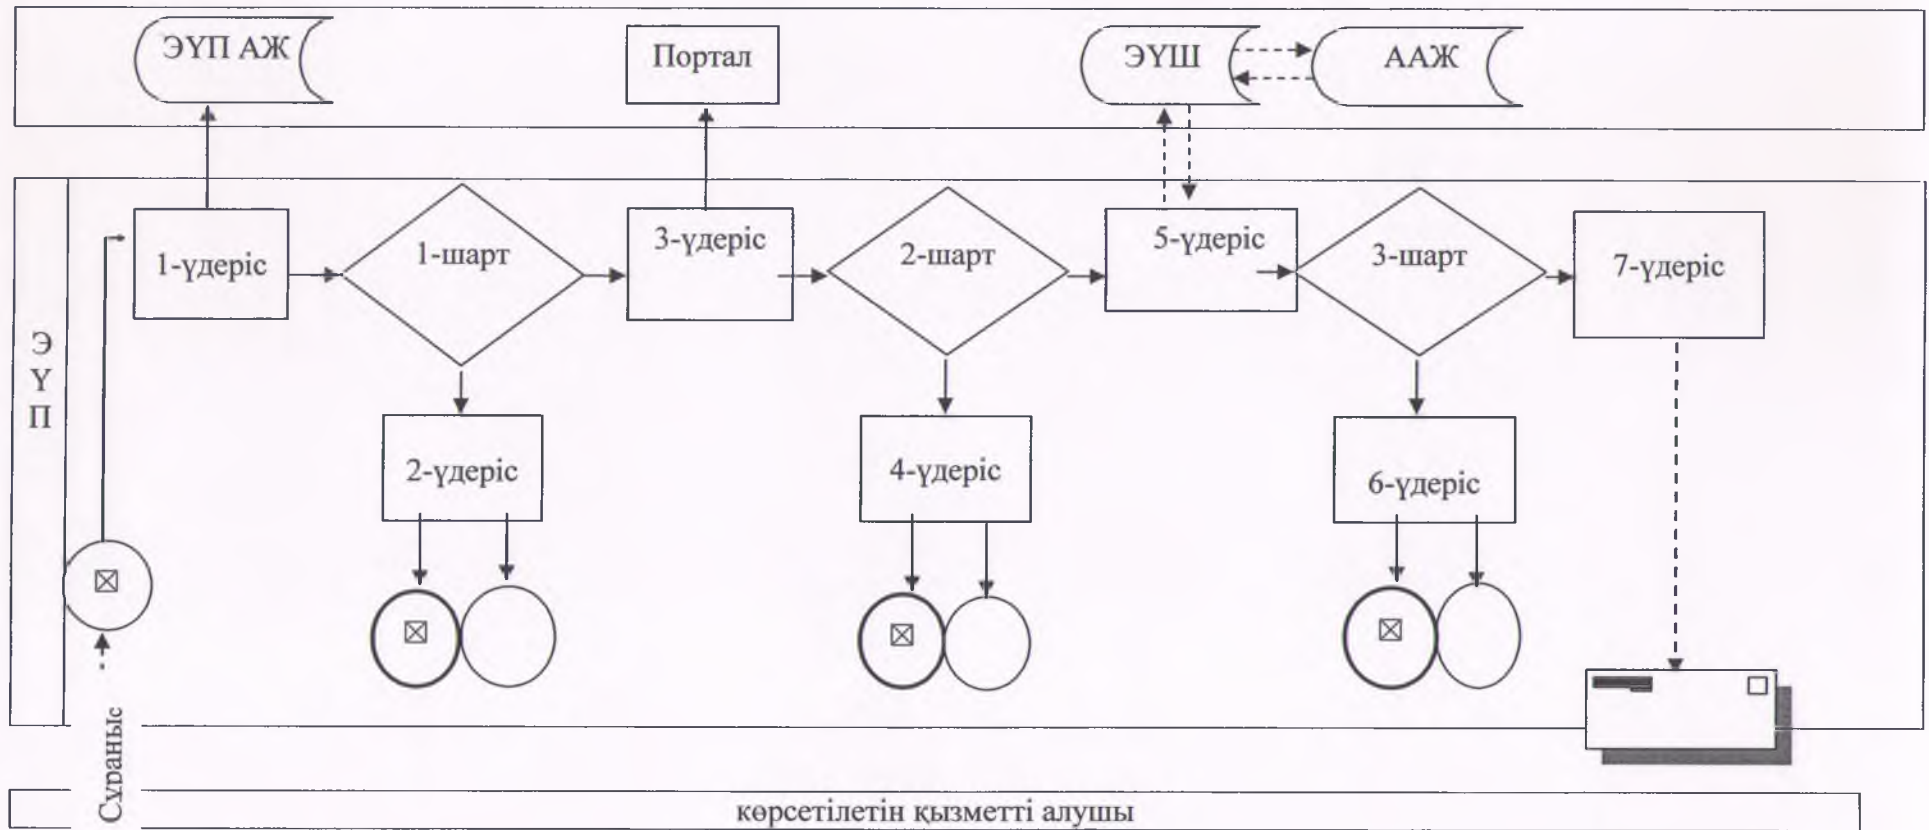 ЭҮП АЖ
Портал
ЭҮШ
ААЖ
ЭҮП
1-үдеріс
1-шарт
3-үдеріс
2-шарт
5-үдеріс
3-шарт
7-үдеріс
2-үдеріс
4-үдеріс
6-үдеріс
Сұраныс
көрсетілетін қызметті алушы